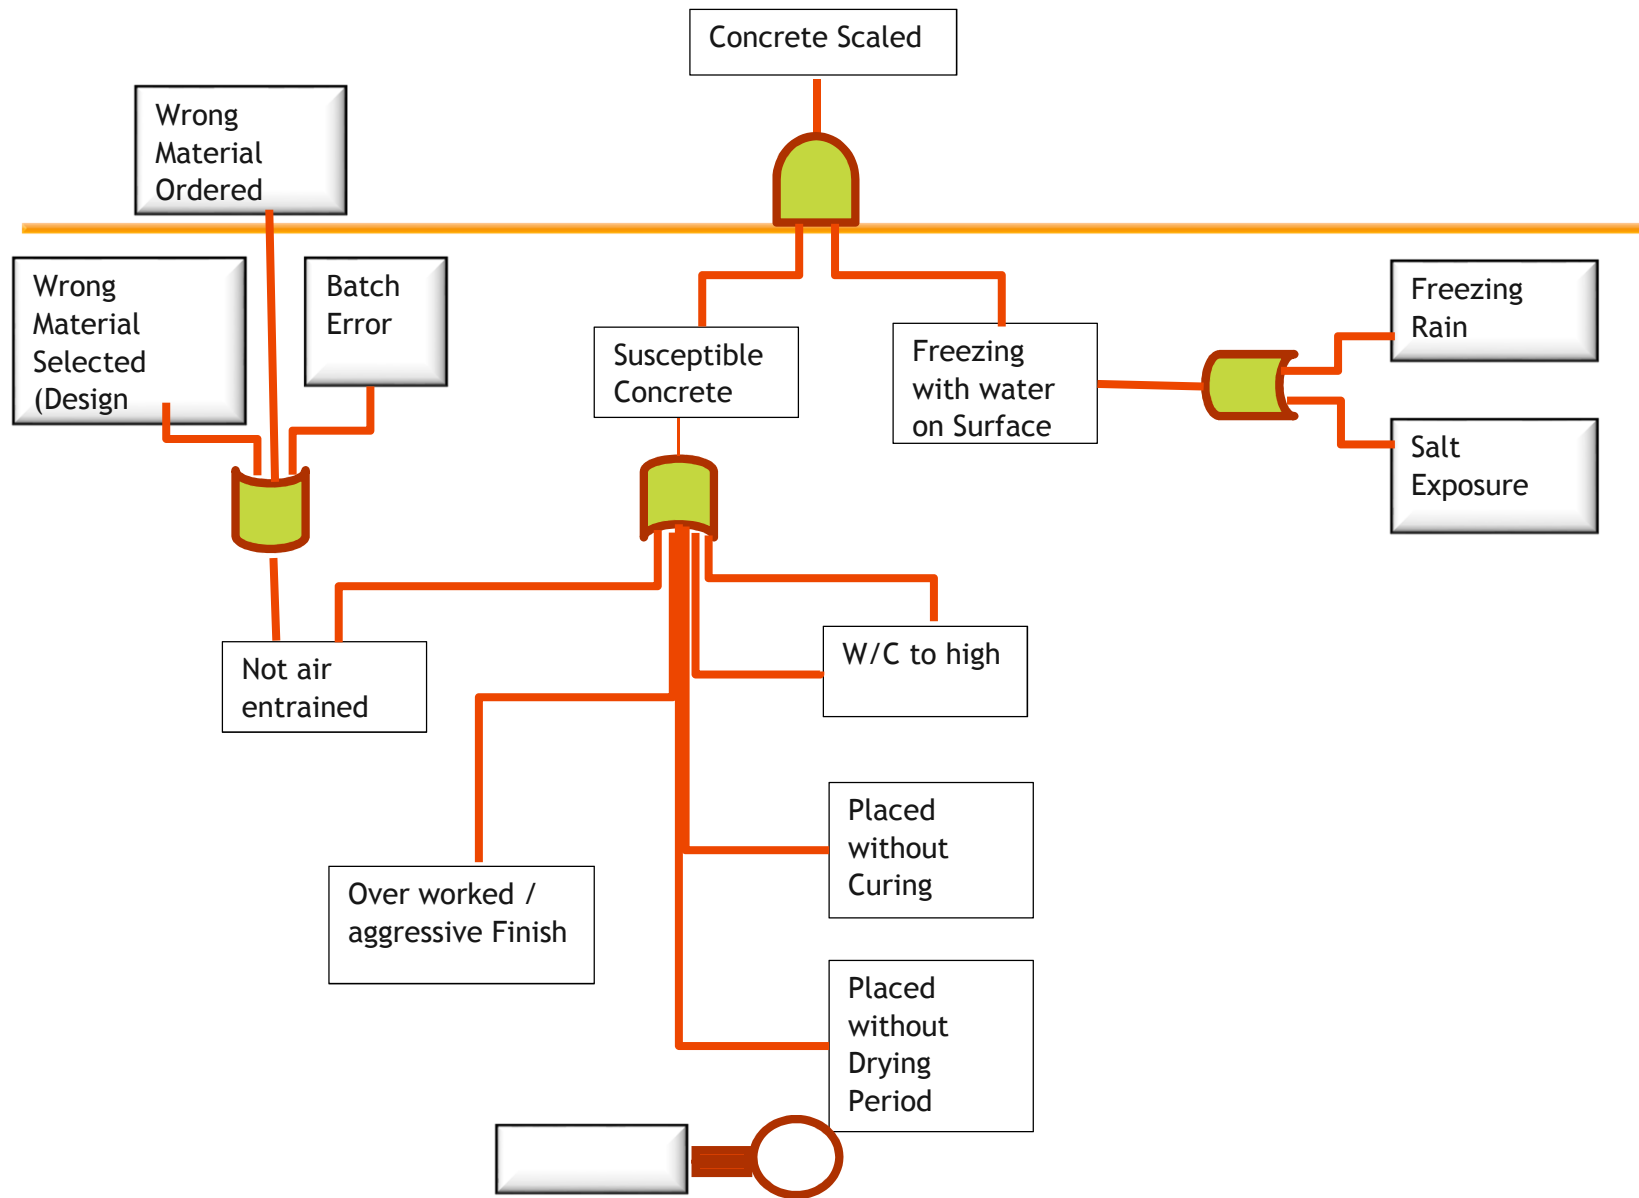 Concrete Scaled
Wrong
Material
Ordered
Wrong
Material
Selected
(Design
Batch
Error
Susceptible
Concrete
Freezing
with water
on Surface
Freezing
Rain
Salt
Exposure
Not air
entrained
W/C to high
Over worked /
aggressive Finish
Placed
without
Curing
Placed
without
Drying
Period